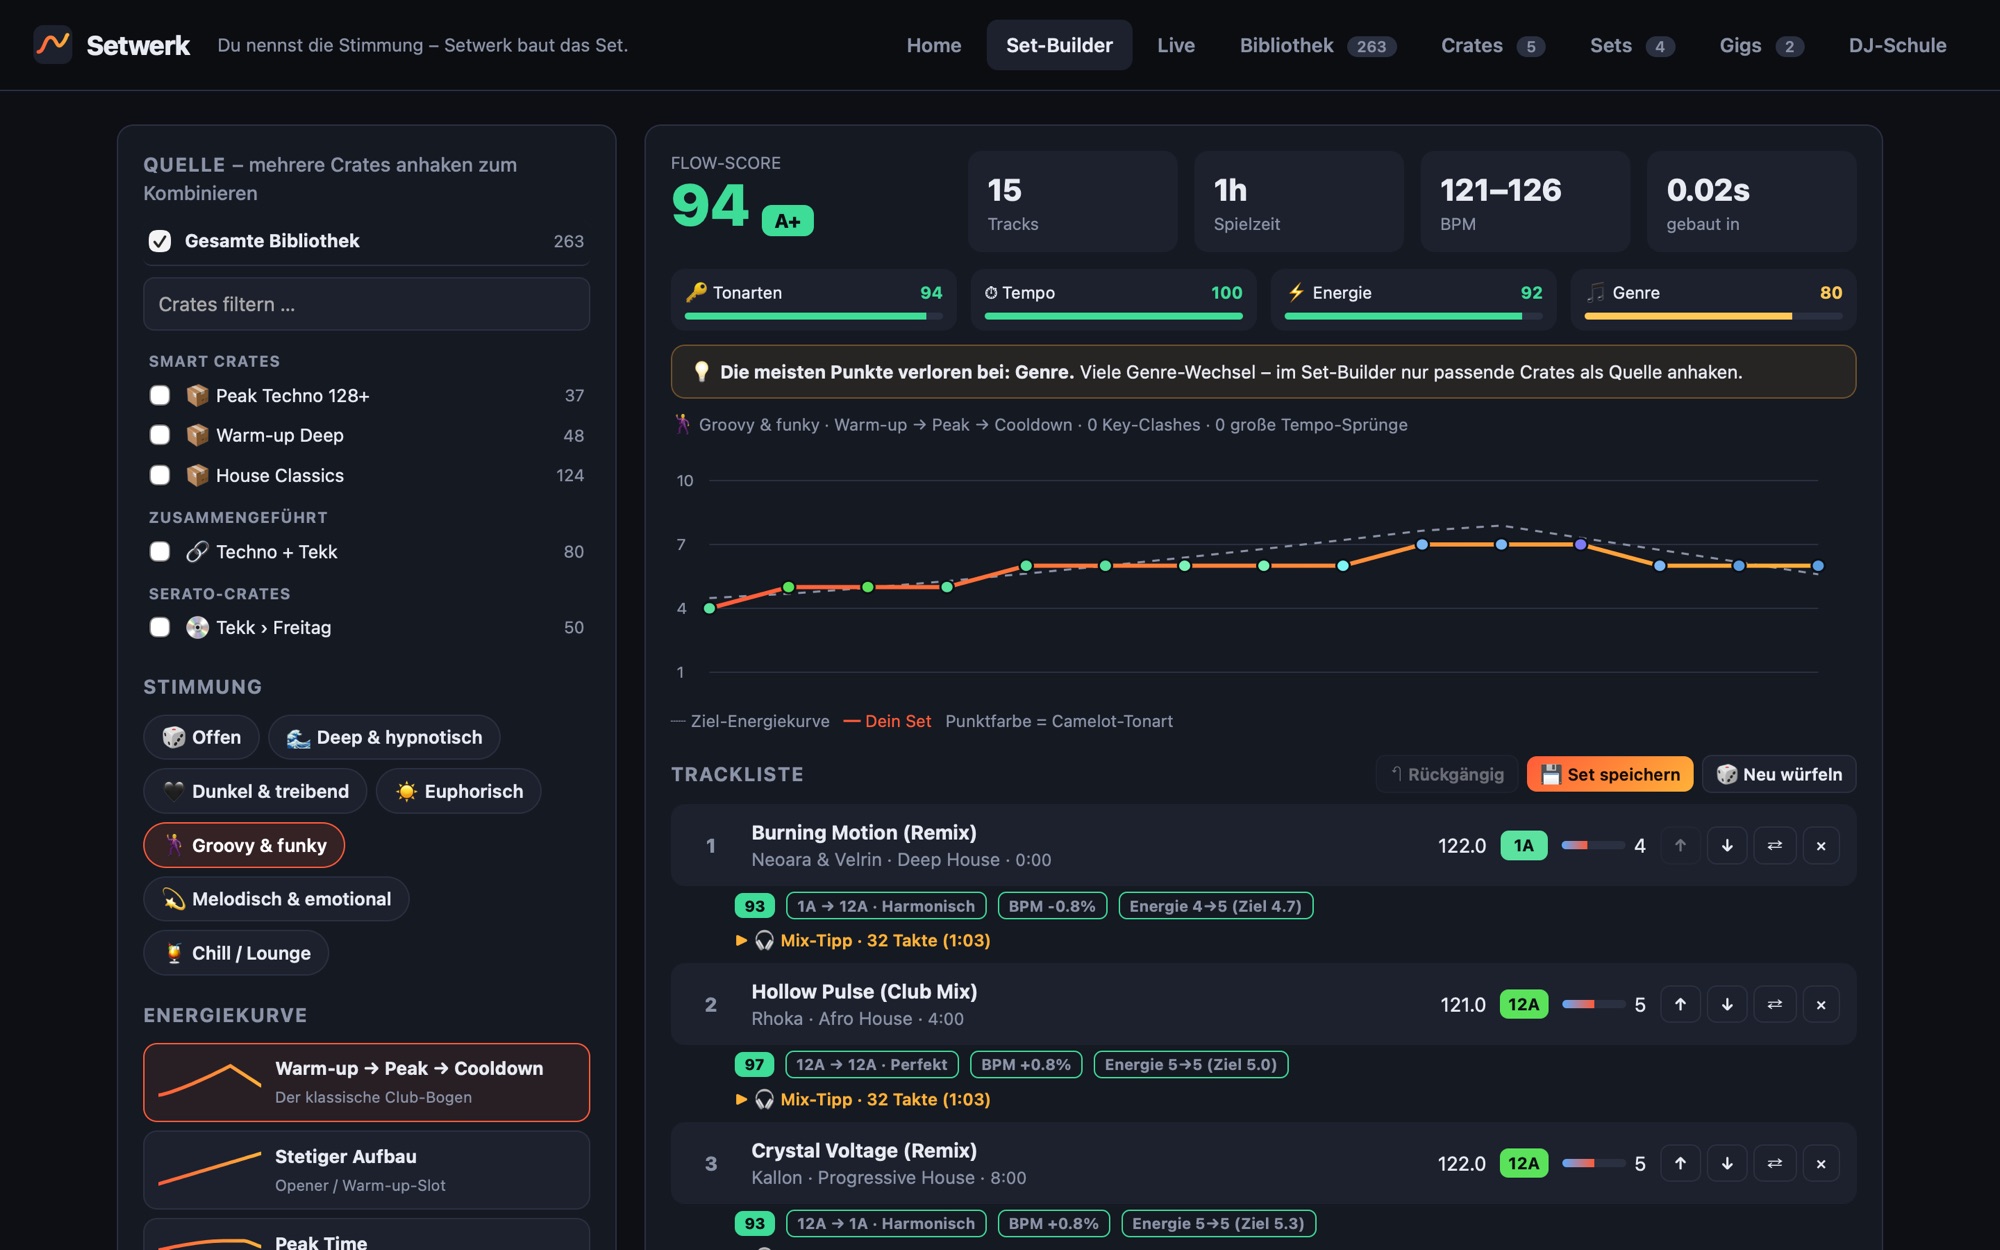 Setwerk
Du nennst die Stimmung – Setwerk baut das Set.
Home
Set-Builder
Live
Bibliothek 263
Crates 5
Sets 4
Gigs 2
DJ-Schule
QUELLE – mehrere Crates anhaken zum
Kombinieren
Gesamte Bibliothek 263
Crates filtern ...
SMART CRATES
Peak Techno 128+ 37
Warm-up Deep 48
House Classics 124
ZUSAMMENGEFÜHRT
Techno + Tekk 80
SERATO-CRATES
Tekk › Freitag 50
STIMMUNG
Offen
Deep & hypnotisch
Dunkel & treibend
Euphorisch
Groovy & funky
Melodisch & emotional
Chill / Lounge
ENERGIEKURVE
Warm-up → Peak → Cooldown
Der klassische Club-Bogen
Stetiger Aufbau
Opener / Warm-up-Slot
Peak Time
FLOW-SCORE
94 A+
15
Tracks
1h
Spielzeit
121–126
BPM
0.02s
gebaut in
Tonarten 94
Tempo 100
Energie 92
Genre 80
Die meisten Punkte verloren bei: Genre. Viele Genre-Wechsel – im Set-Builder nur passende Crates als Quelle anhaken.
Groovy & funky · Warm-up → Peak → Cooldown · 0 Key-Clashes · 0 große Tempo-Sprünge
10
7
4
1
Ziel-Energiekurve
Dein Set
Punktfarbe = Camelot-Tonart
TRACKLISTE
Rückgängig
Set speichern
Neu würfeln
1 Burning Motion (Remix) 122.0 1A 4 ↑ ↓ ⇄ ×
Neoara & Velrin · Deep House · 0:00
93 1A → 12A · Harmonisch BPM -0.8% Energie 4→5 (Ziel 4.7)
▶ Mix-Tipp · 32 Takte (1:03)
2 Hollow Pulse (Club Mix) 121.0 12A 5 ↑ ↓ ⇄ ×
Rhoka · Afro House · 4:00
97 12A → 12A · Perfekt BPM +0.8% Energie 5→5 (Ziel 5.0)
▶ Mix-Tipp · 32 Takte (1:03)
3 Crystal Voltage (Remix) 122.0 12A 5 ↑ ↓ ⇄ ×
Kallon · Progressive House · 8:00
93 12A → 1A · Harmonisch BPM +0.8% Energie 5→5 (Ziel 5.3)